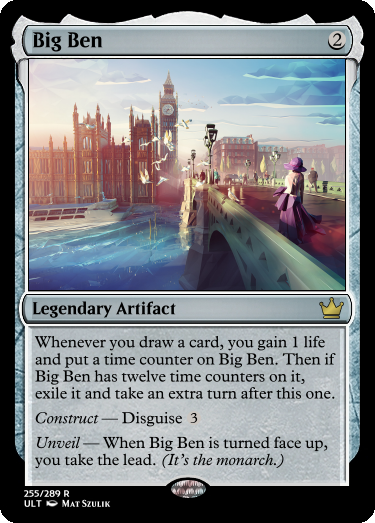 Big Ben 2
Legendary Artifact
Whenever you draw a card, you gain 1 life
and put a time counter on Big Ben. Then if
Big Ben has twelve time counters on it,
exile it and take an extra turn after this one.
Construct — Disguise 3
Unveil — When Big Ben is turned face up,
you take the lead. (It's the monarch.)
255/289 R
ULT Mat Szulik